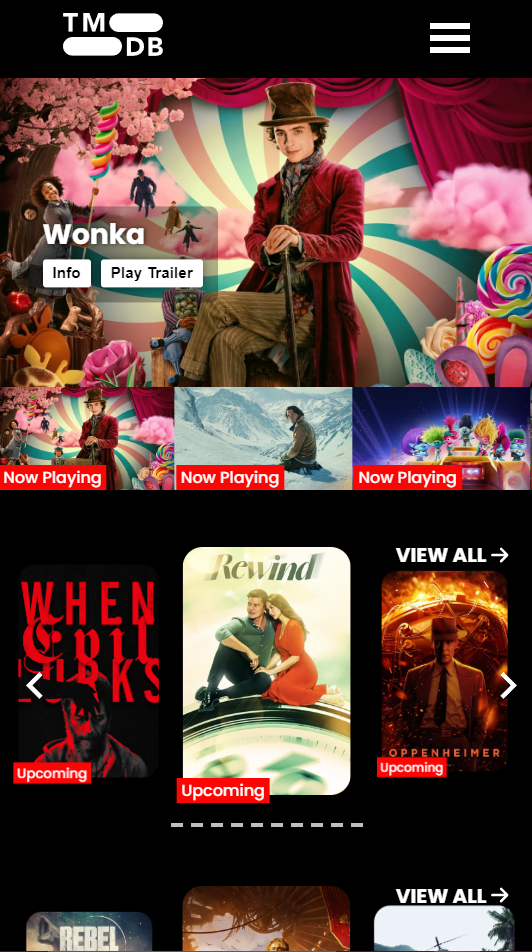 TM
DB
Wonka
Info
Play Trailer
Now Playing
Now Playing
Now Playing
VIEW ALL
WHEN
Evil
LURKS
Upcoming
Rewind
Upcoming
OPPENHEIMER
Upcoming
VIEW ALL
REBEL